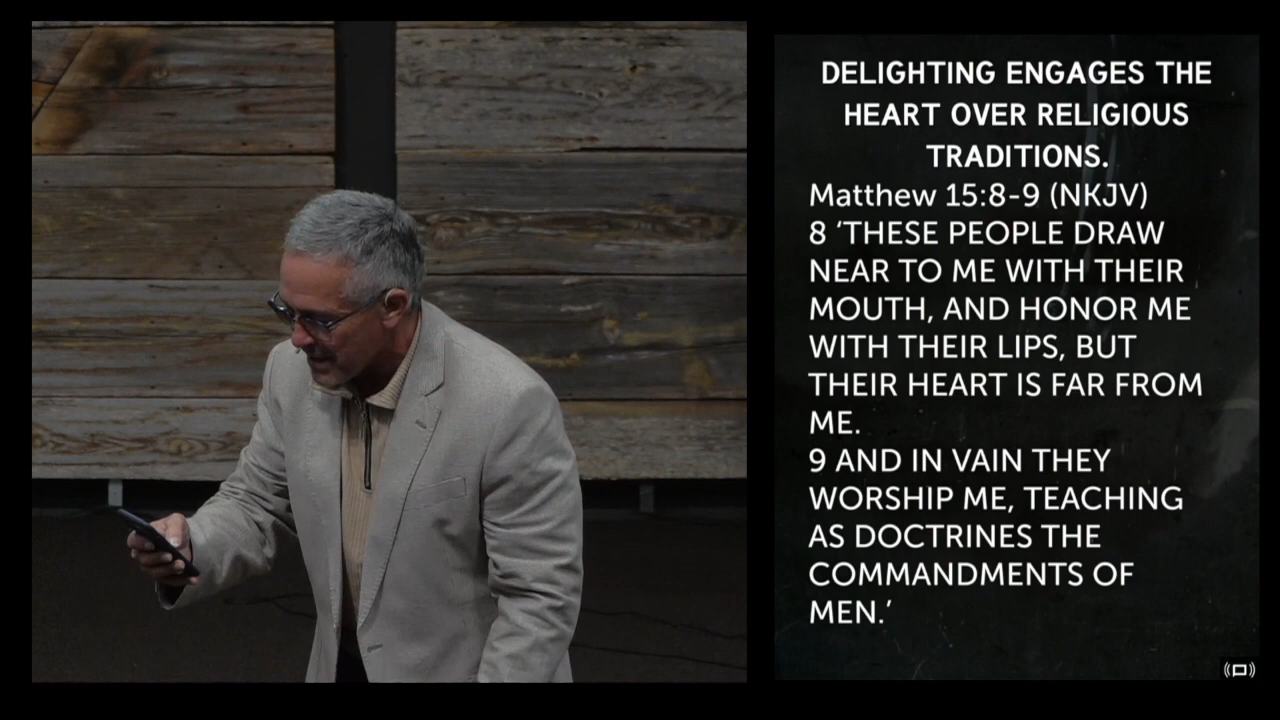 DELIGHTING ENGAGES THE
HEART OVER RELIGIOUS
TRADITIONS.
Matthew 15:8-9 (NKJV)
8 ‘THESE PEOPLE DRAW
NEAR TO ME WITH THEIR
MOUTH, AND HONOR ME
WITH THEIR LIPS, BUT
THEIR HEART IS FAR FROM
ME.
9 AND IN VAIN THEY
WORSHIP ME, TEACHING
AS DOCTRINES THE
COMMANDMENTS OF
MEN.’